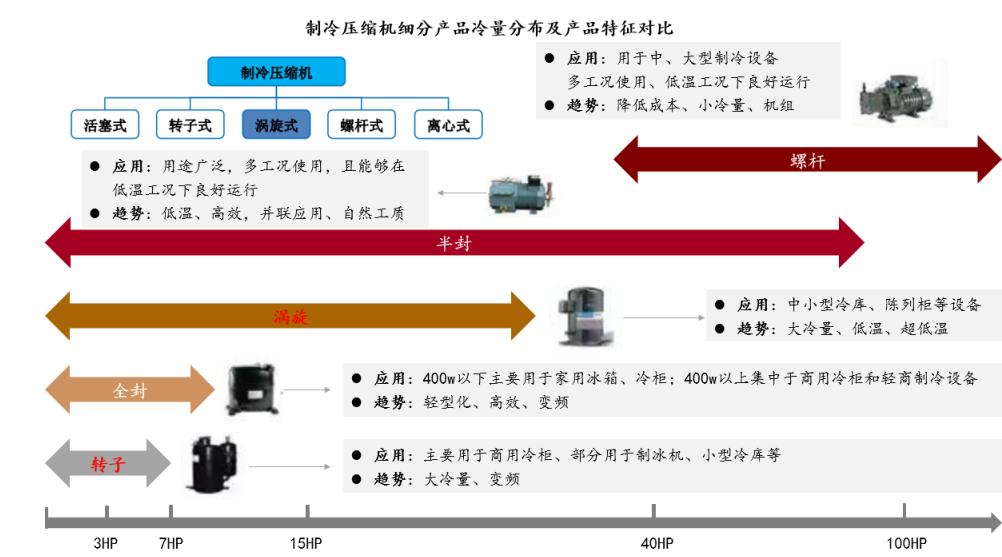 制冷压缩机细分产品冷量分布及产品特征对比
制冷压缩机
活塞式 转子式 涡旋式 螺杆式 离心式
● 应用：用于中、大型制冷设备
多工况使用、低温工况下良好运行
● 趋势：降低成本、小冷量、机组
螺杆
● 应用：用途广泛，多工况使用，且能够在
低温工况下良好运行
● 趋势：低温、高效，并联应用、自然工质
半封
涡旋
● 应用：中小型冷库、陈列柜等设备
● 趋势：大冷量、低温、超低温
全封
● 应用：400w以下主要用于家用冰箱、冷柜；400w以上集中于商用冷柜和轻商制冷设备
● 趋势：轻型化、高效、变频
转子
● 应用：主要用于商用冷柜、部分用于制冰机、小型冷库等
● 趋势：大冷量、变频
3HP 7HP 15HP 40HP 100HP